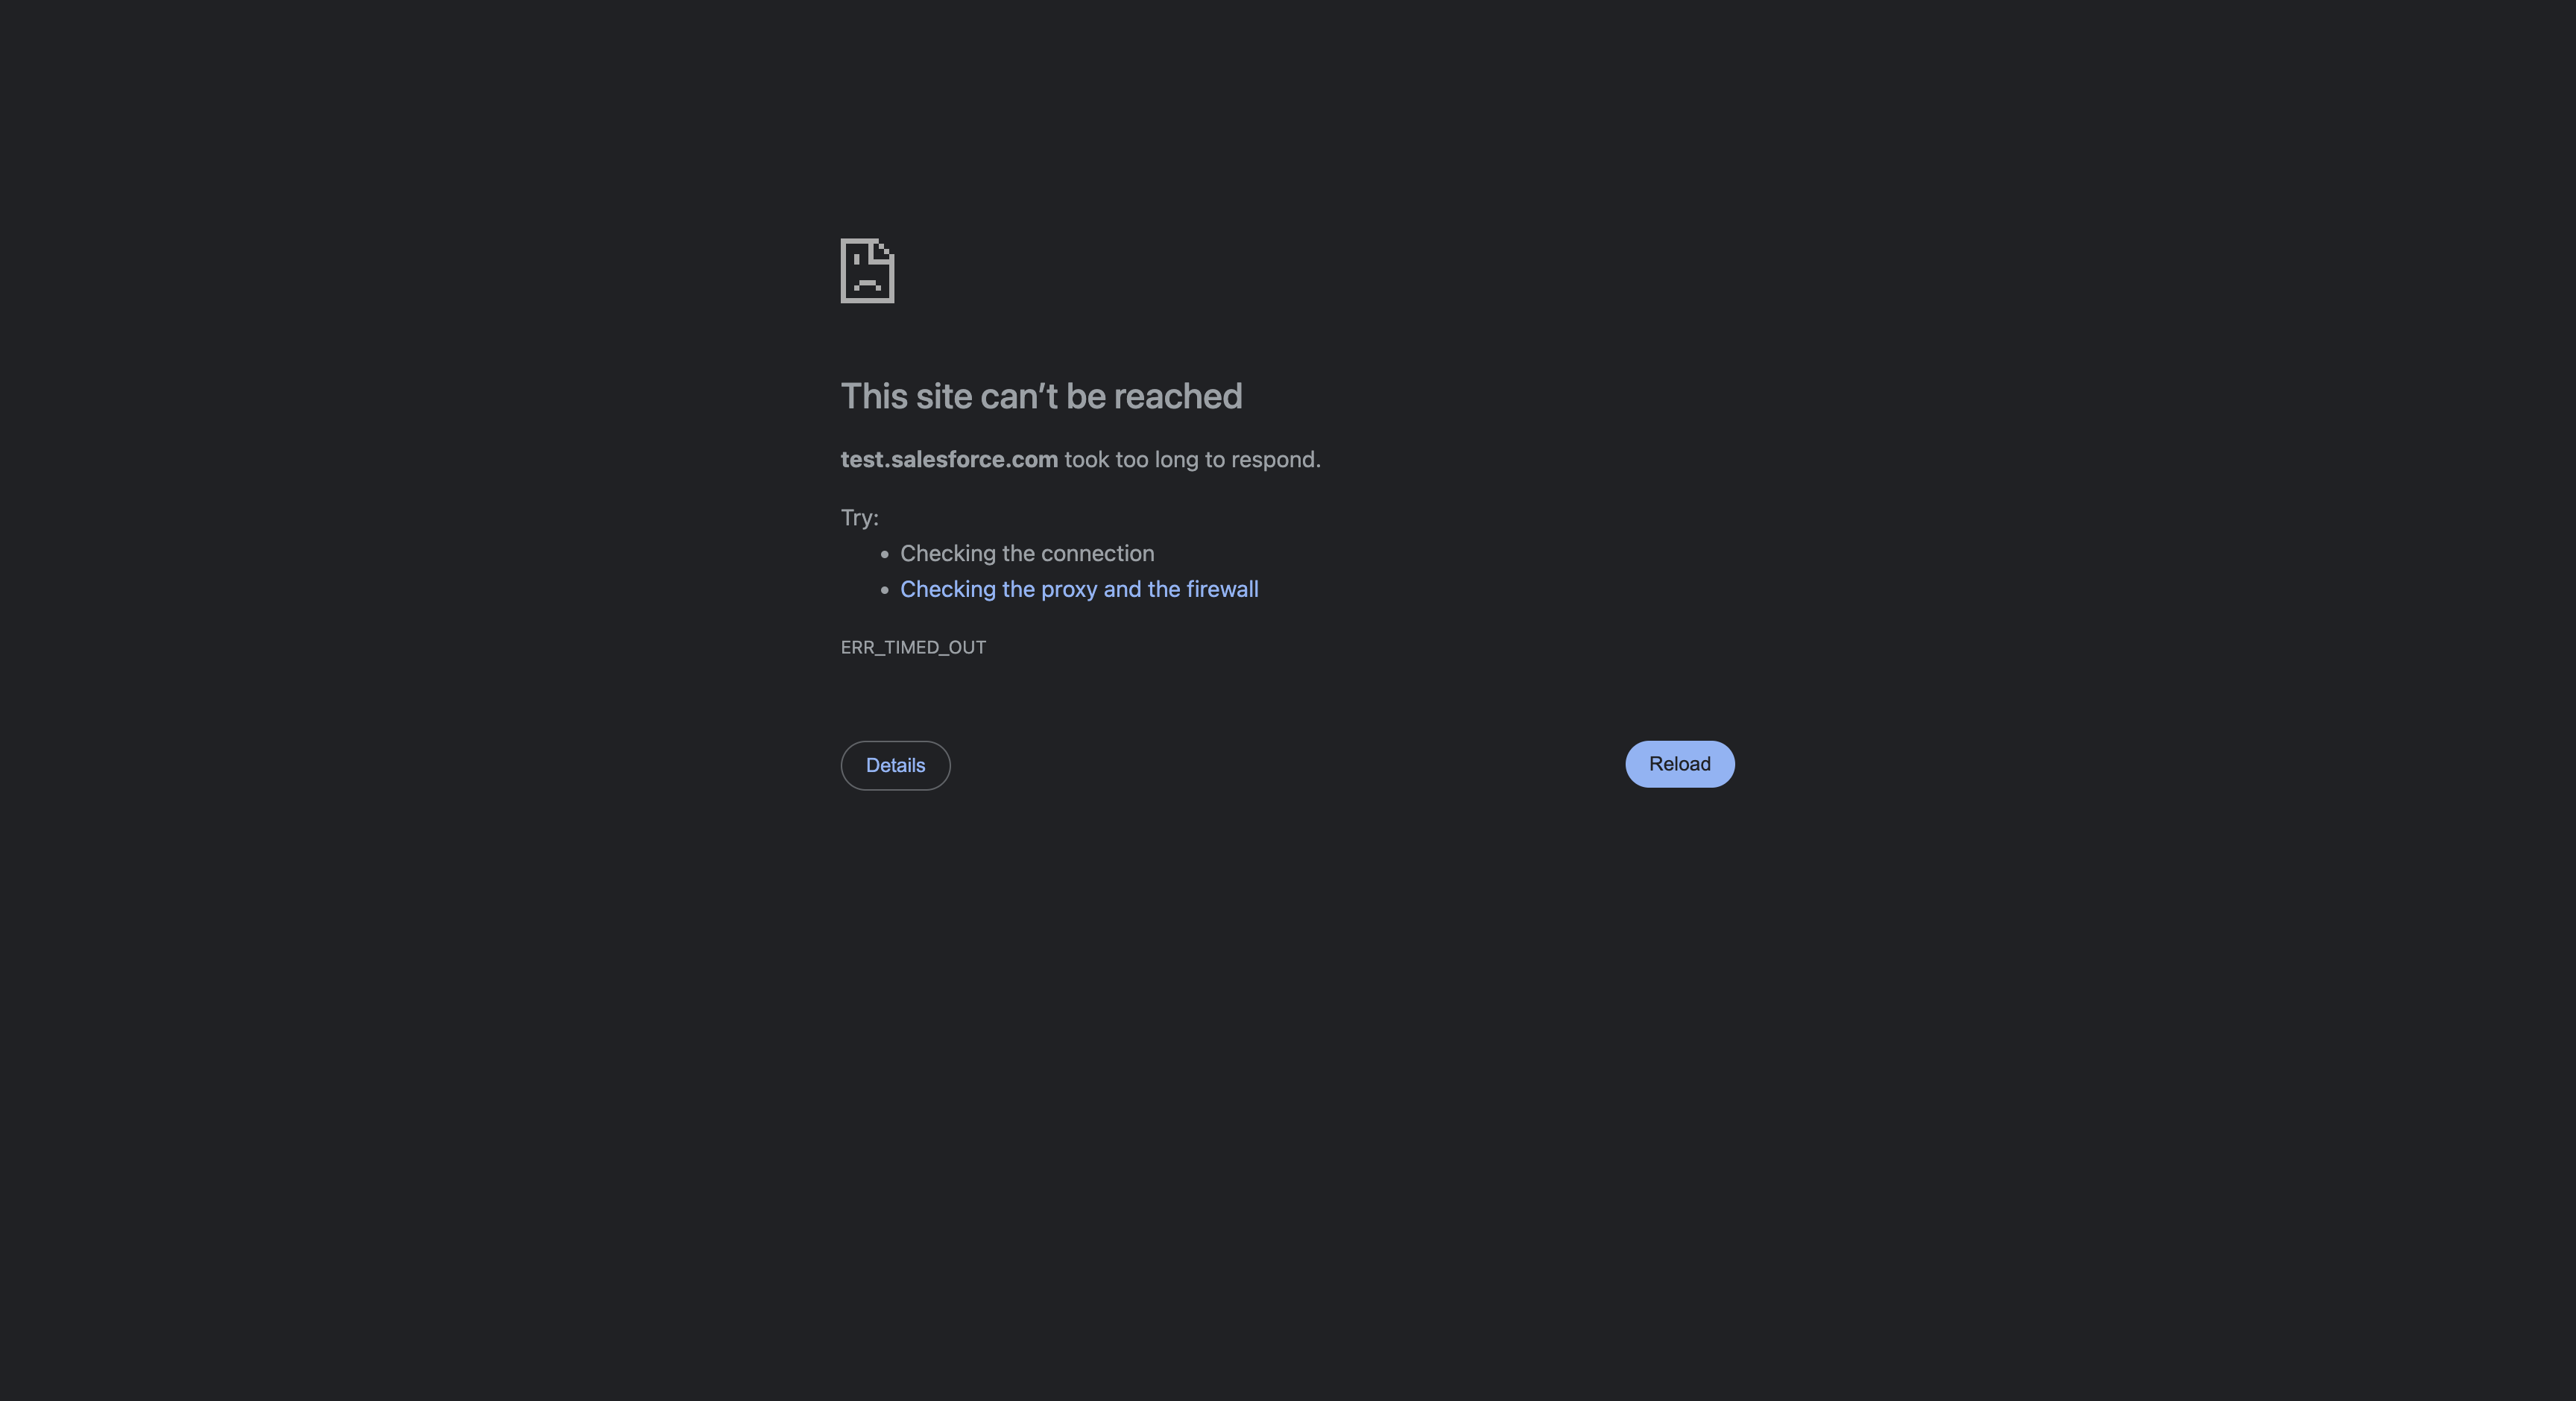 This site can’t be reached
test.salesforce.com took too long to respond.
Try:
• Checking the connection
• Checking the proxy and the firewall
ERR_TIMED_OUT
Details
Reload